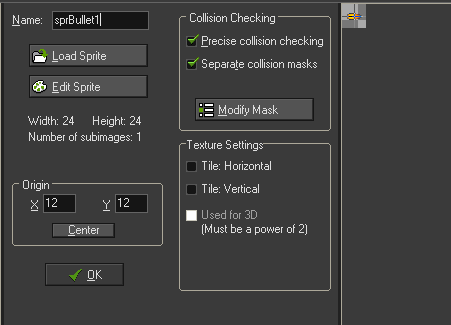 Name: sprBullet1
Load Sprite
Edit Sprite
Width: 24 Height: 24
Number of subimages: 1
Origin
X 12 Y 12
Center
OK
Collision Checking
Precise collision checking
Separate collision masks
Modify Mask
Texture Settings
Tile: Horizontal
Tile: Vertical
Used for 3D
(Must be a power of 2)